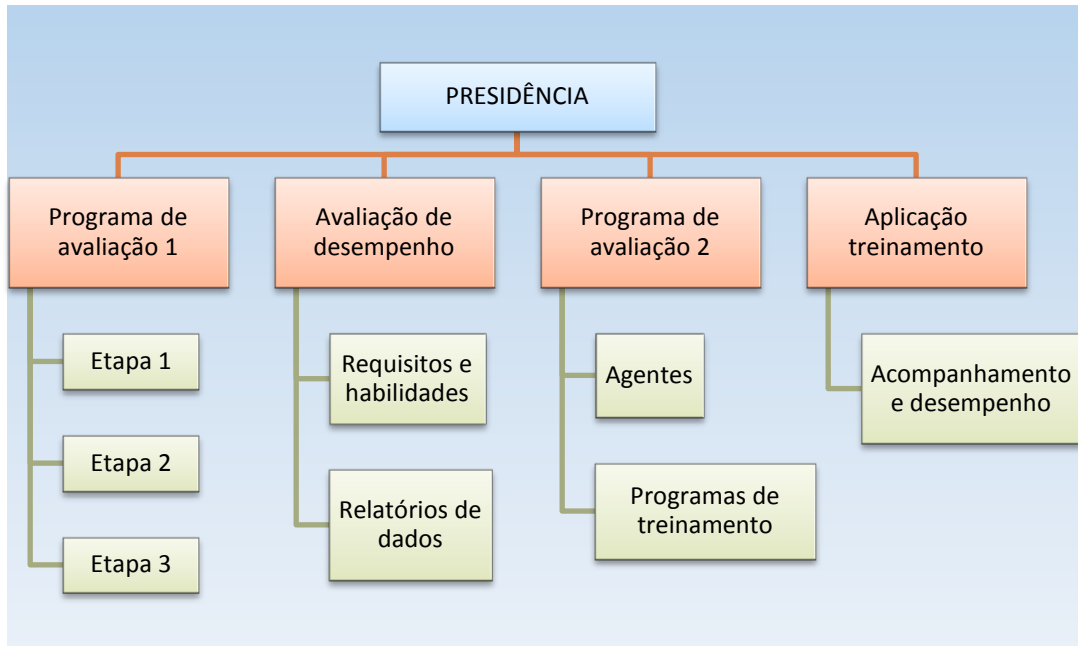 PRESIDÊNCIA
Programa de
avaliação 1
Etapa 1
Etapa 2
Etapa 3
Avaliação de
desempenho
Requisitos e
habilidades
Relatórios de
dados
Programa de
avaliação 2
Agentes
Programas de
treinamento
Aplicação
treinamento
Acompanhamento
e desempenho